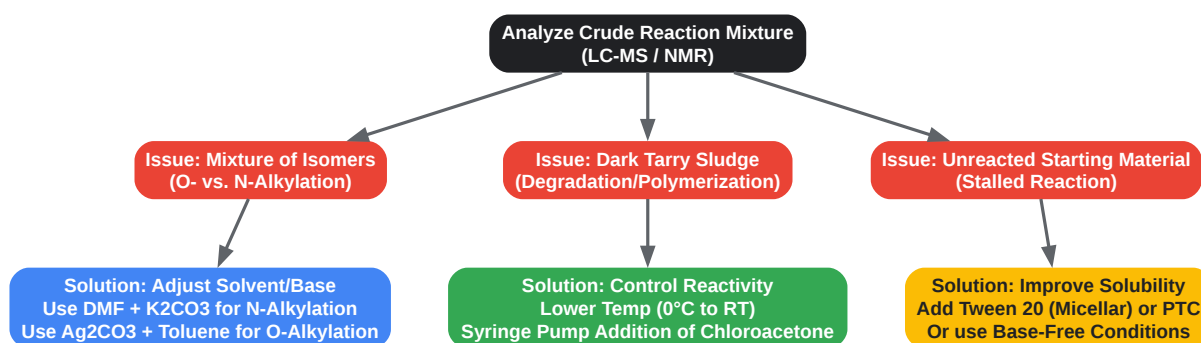 Analyze Crude Reaction Mixture
(LC-MS / NMR)
Issue: Mixture of Isomers
(O- vs. N-Alkylation)
Issue: Dark Tarry Sludge
(Degradation/Polymerization)
Issue: Unreacted Starting Material
(Stalled Reaction)
Solution: Adjust Solvent/Base
Use DMF + K2CO3 for N-Alkylation
Use Ag2CO3 + Toluene for O-Alkylation
Solution: Control Reactivity
Lower Temp (0°C to RT)
Syringe Pump Addition of Chloroacetone
Solution: Improve Solubility
Add Tween 20 (Micellar) or PTC
Or use Base-Free Conditions